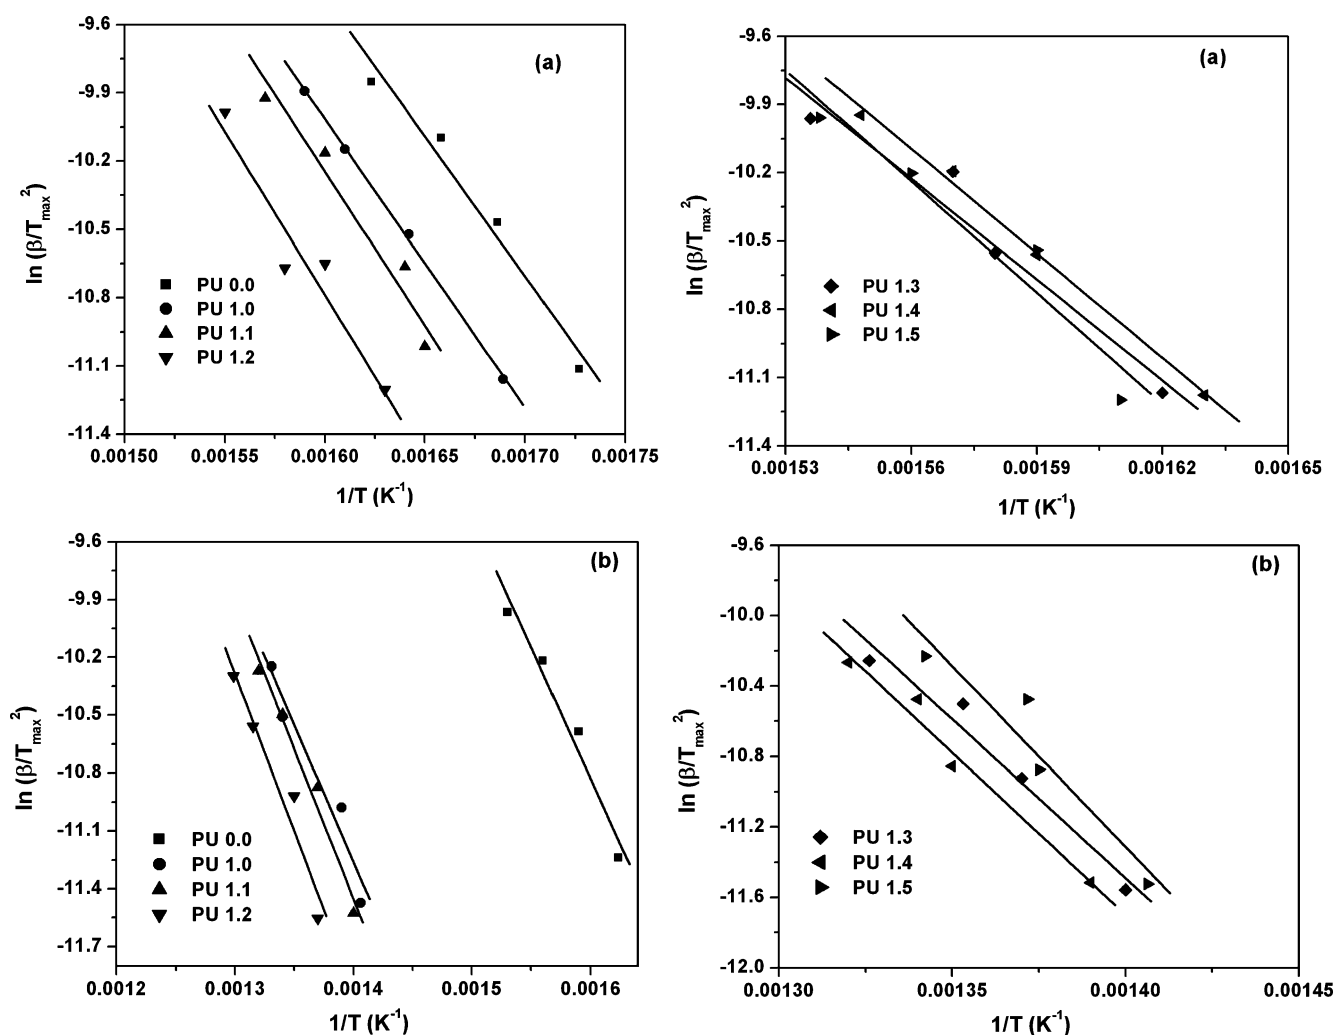 -9.6
-9.9
-10.2
-10.5
-10.8
-11.1
-11.4
ln (β/Tmax²)
(a)
PU 0.0
PU 1.0
PU 1.1
PU 1.2
0.00150 0.00155 0.00160 0.00165 0.00170 0.00175
1/T (K⁻¹)
-9.6
-9.9
-10.2
-10.5
-10.8
-11.1
-11.4
ln (β/Tmax²)
(a)
PU 1.3
PU 1.4
PU 1.5
0.00153 0.00156 0.00159 0.00162 0.00165
1/T (K⁻¹)
-9.6
-9.9
-10.2
-10.5
-10.8
-11.1
-11.4
-11.7
ln (β/Tmax²)
(b)
PU 0.0
PU 1.0
PU 1.1
PU 1.2
0.0012 0.0013 0.0014 0.0015 0.0016
1/T (K⁻¹)
-9.6
-10.0
-10.4
-10.8
-11.2
-11.6
-12.0
ln (β/Tmax²)
(b)
PU 1.3
PU 1.4
PU 1.5
0.00130 0.00135 0.00140 0.00145
1/T (K⁻¹)